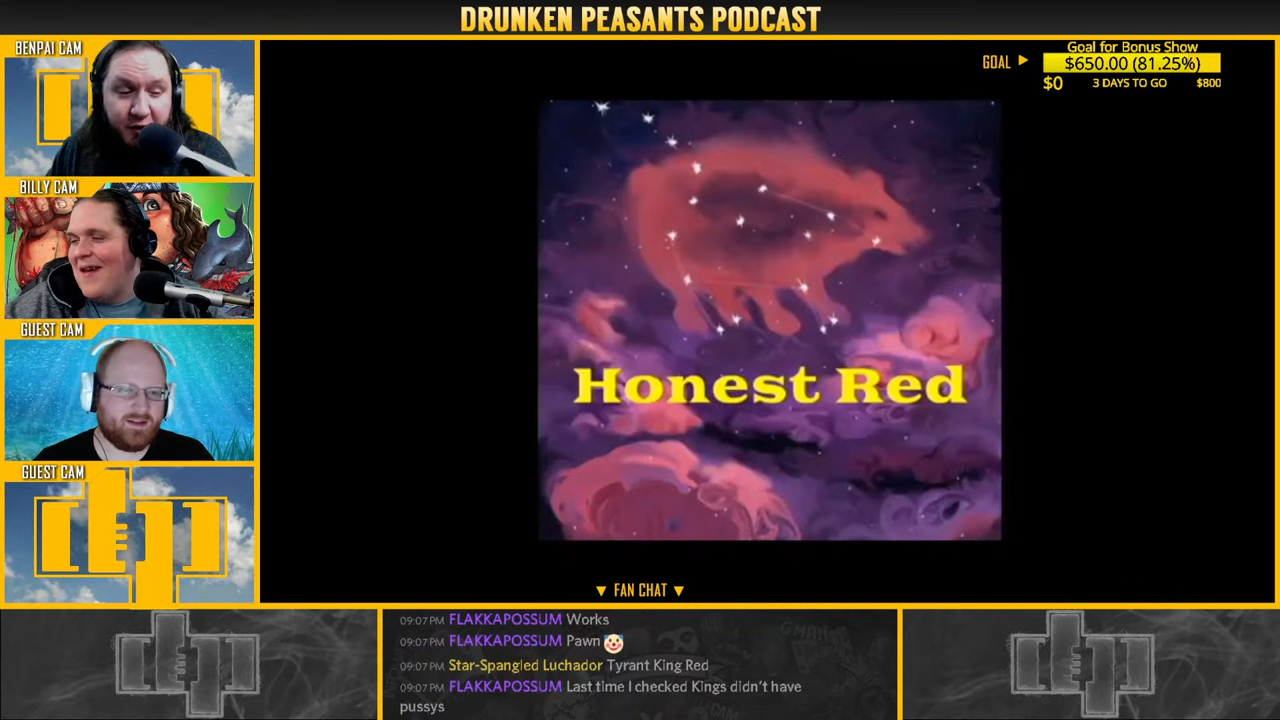 DRUNKEN PEASANTS PODCAST
BENPAI CAM
BILLY CAM
GUEST CAM
GUEST CAM
GOAL ►
Goal for Bonus Show
$650.00 (81.25%)
$0 3 DAYS TO GO $800
Honest Red
▼ FAN CHAT ▼
09:07 PM FLAKKAPOSSUM Works
09:07 PM FLAKKAPOSSUM Pawn 🤡
09:07 PM Star-Spangled Luchador Tyrant King Red
09:07 PM FLAKKAPOSSUM Last time I checked Kings didn't have
pussys